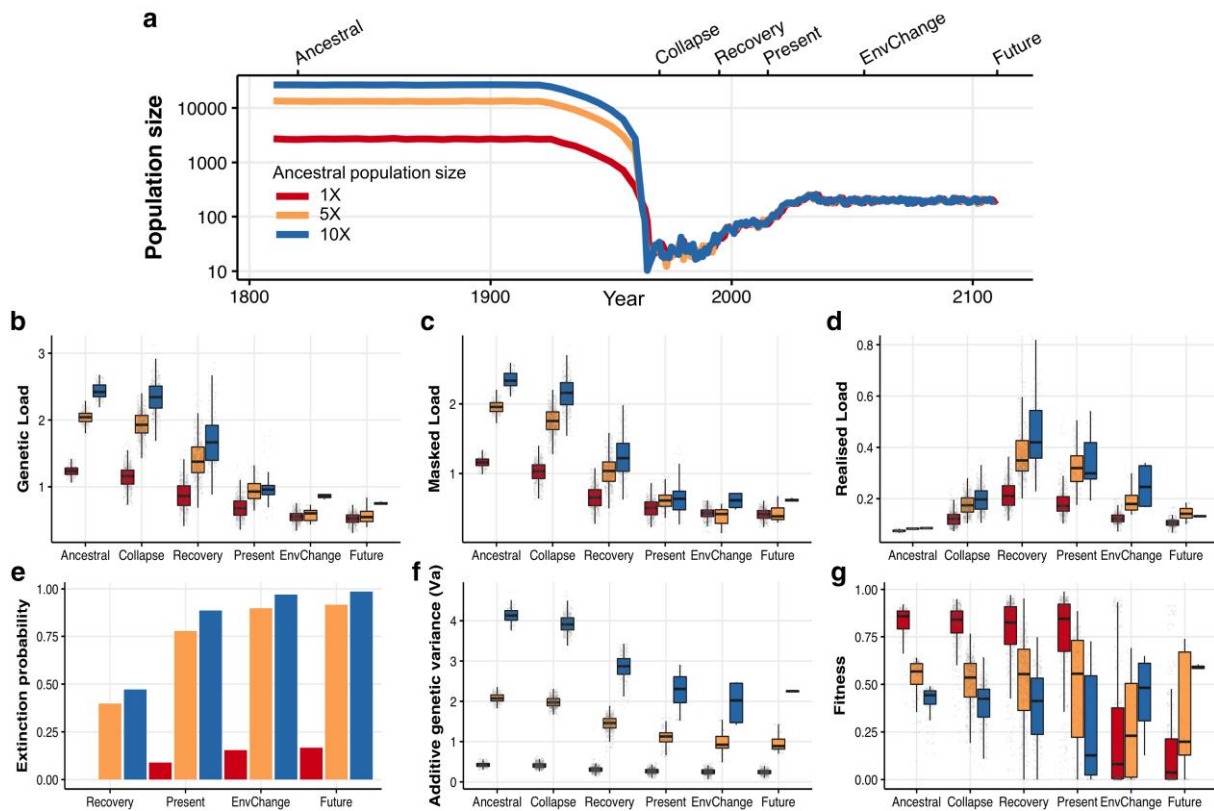 a
Ancestral Collapse Recovery Present EnvChange Future
Population size
10000
1000
100
10
Ancestral population size
1X
5X
10X
1800 1900 2000 2100
Year
b
Genetic Load
3
2
1
Ancestral Collapse Recovery Present EnvChange Future
c
Masked Load
2
1
Ancestral Collapse Recovery Present EnvChange Future
d
Realised Load
0.8
0.6
0.4
0.2
Ancestral Collapse Recovery Present EnvChange Future
e
Extinction probability
1.00
0.75
0.50
0.25
0.00
Recovery Present EnvChange Future
f
Additive genetic variance (Va)
4
3
2
1
0
Ancestral Collapse Recovery Present EnvChange Future
g
Fitness
1.00
0.75
0.50
0.25
0.00
Ancestral Collapse Recovery Present EnvChange Future